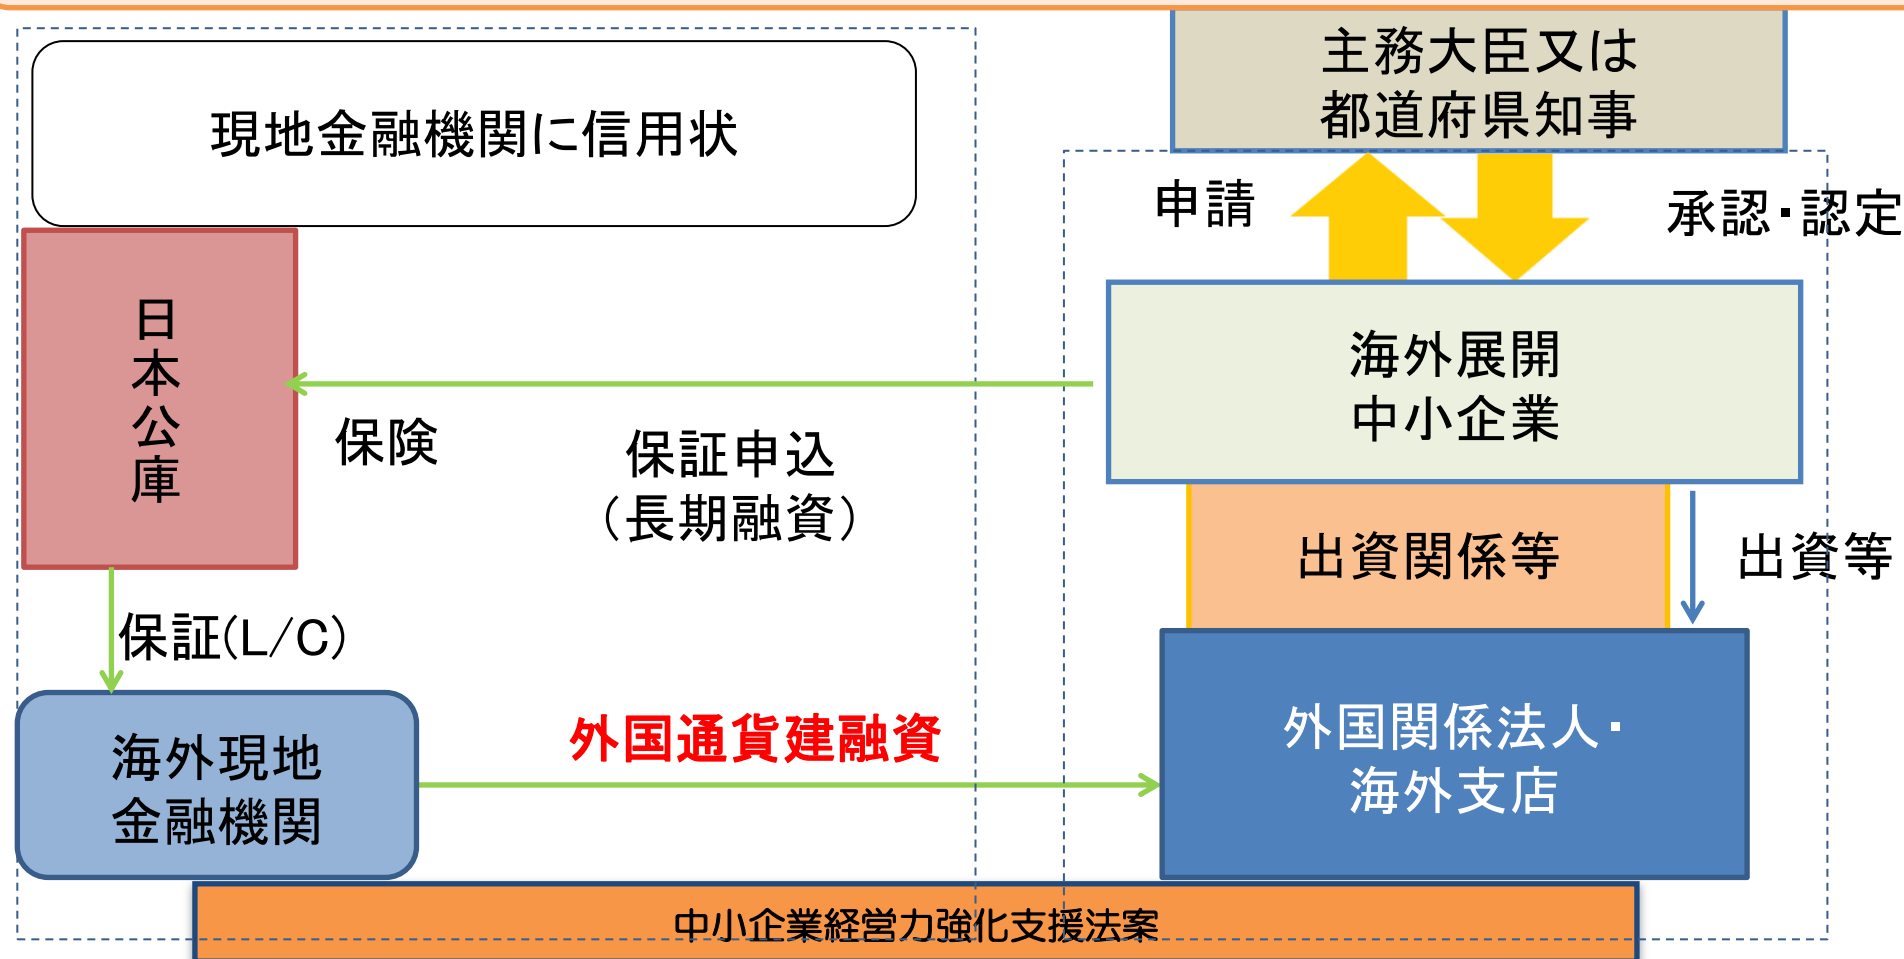 主務大臣又は
都道府県知事
現地金融機関に信用状
申請
承認・認定
日本公庫
海外展開
中小企業
保険
保証申込
（長期融資）
出資関係等
出資等
保証(L/C)
外国通貨建融資
外国関係法人・
海外支店
海外現地
金融機関
中小企業経営力強化支援法案